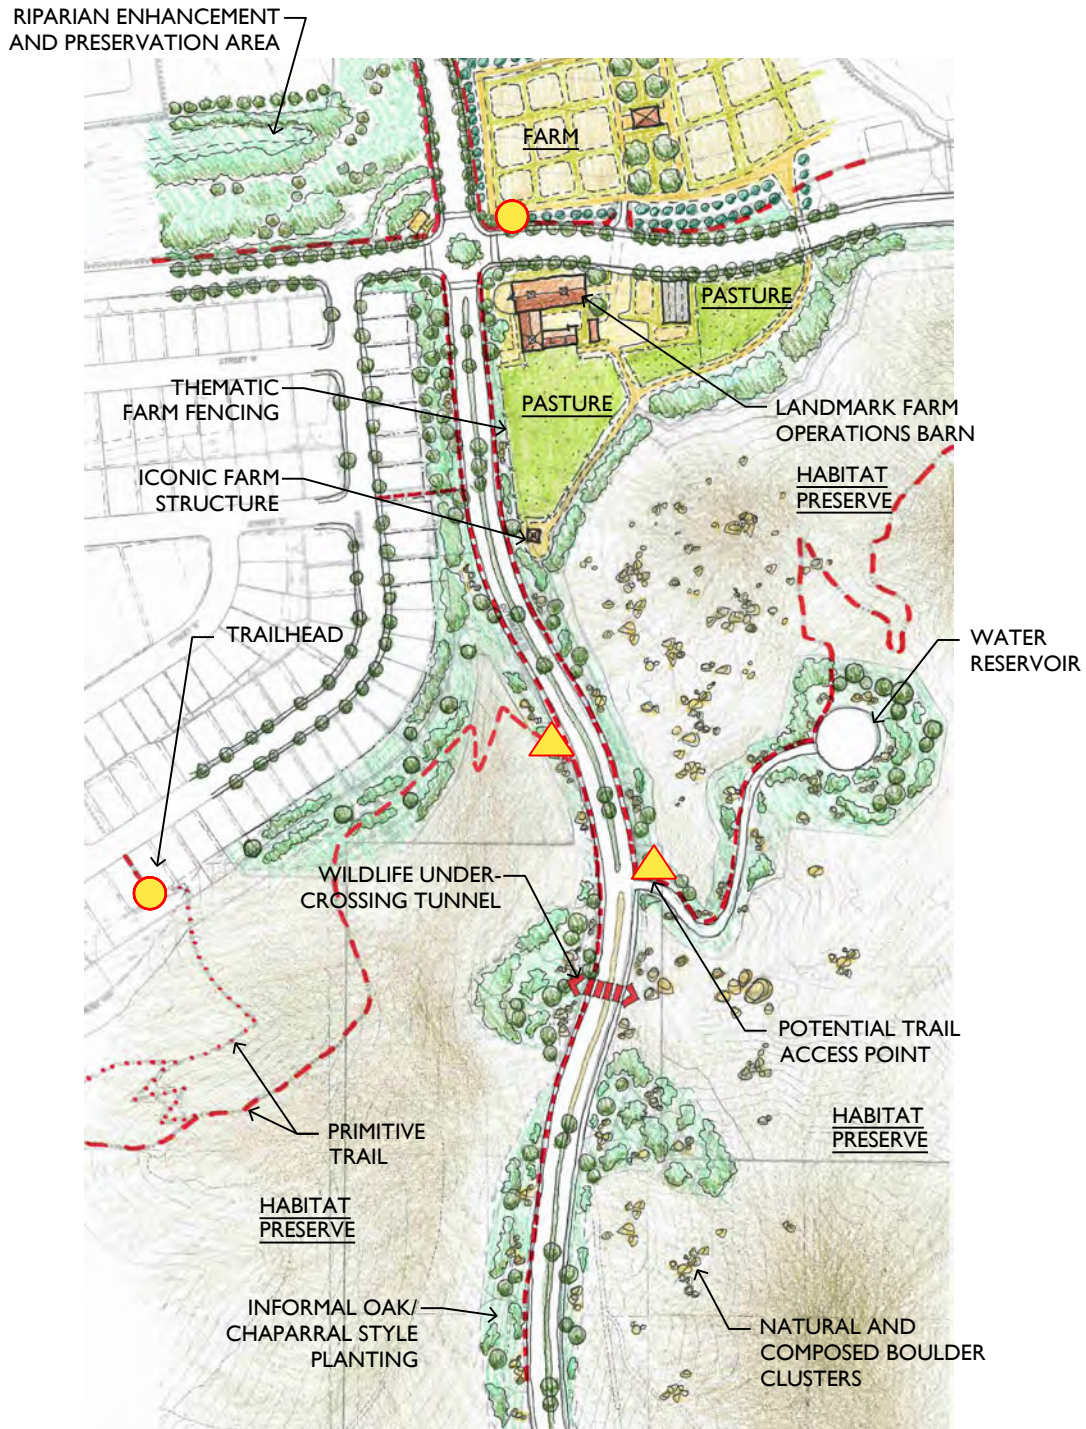 RIPARIAN ENHANCEMENT
AND PRESERVATION AREA
FARM
PASTURE
THEMATIC
FARM FENCING
PASTURE
LANDMARK FARM
OPERATIONS BARN
ICONIC FARM
STRUCTURE
HABITAT
PRESERVE
TRAILHEAD
WATER
RESERVOIR
WILDLIFE UNDER-
CROSSING TUNNEL
POTENTIAL TRAIL
ACCESS POINT
PRIMITIVE
TRAIL
HABITAT
PRESERVE
HABITAT
PRESERVE
INFORMAL OAK/
CHAPARRAL STYLE
PLANTING
NATURAL AND
COMPOSED BOULDER
CLUSTERS